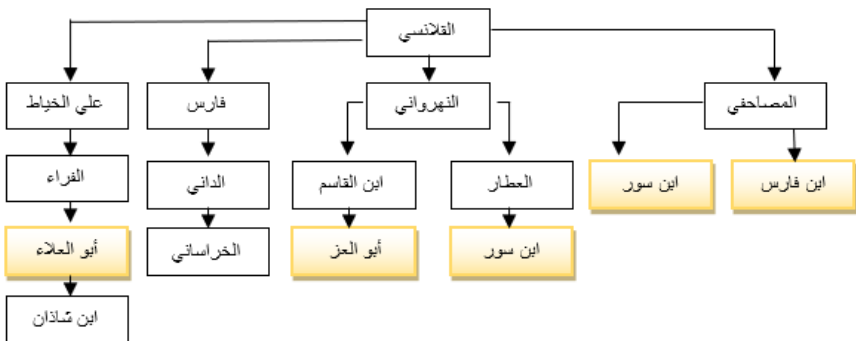 القلانسي
المصاحفي
النهرواني
فارس
علي الخياط
ابن فارس
ابن سور
العطار
ابن القاسم
الداني
الفراء
ابن سور
أبو العز
الخراساني
أبو العلاء
ابن شاذان